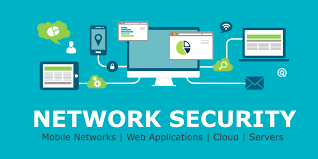 NETWORK SECURITY
Mobile Networks | Web Applications | Cloud | Servers